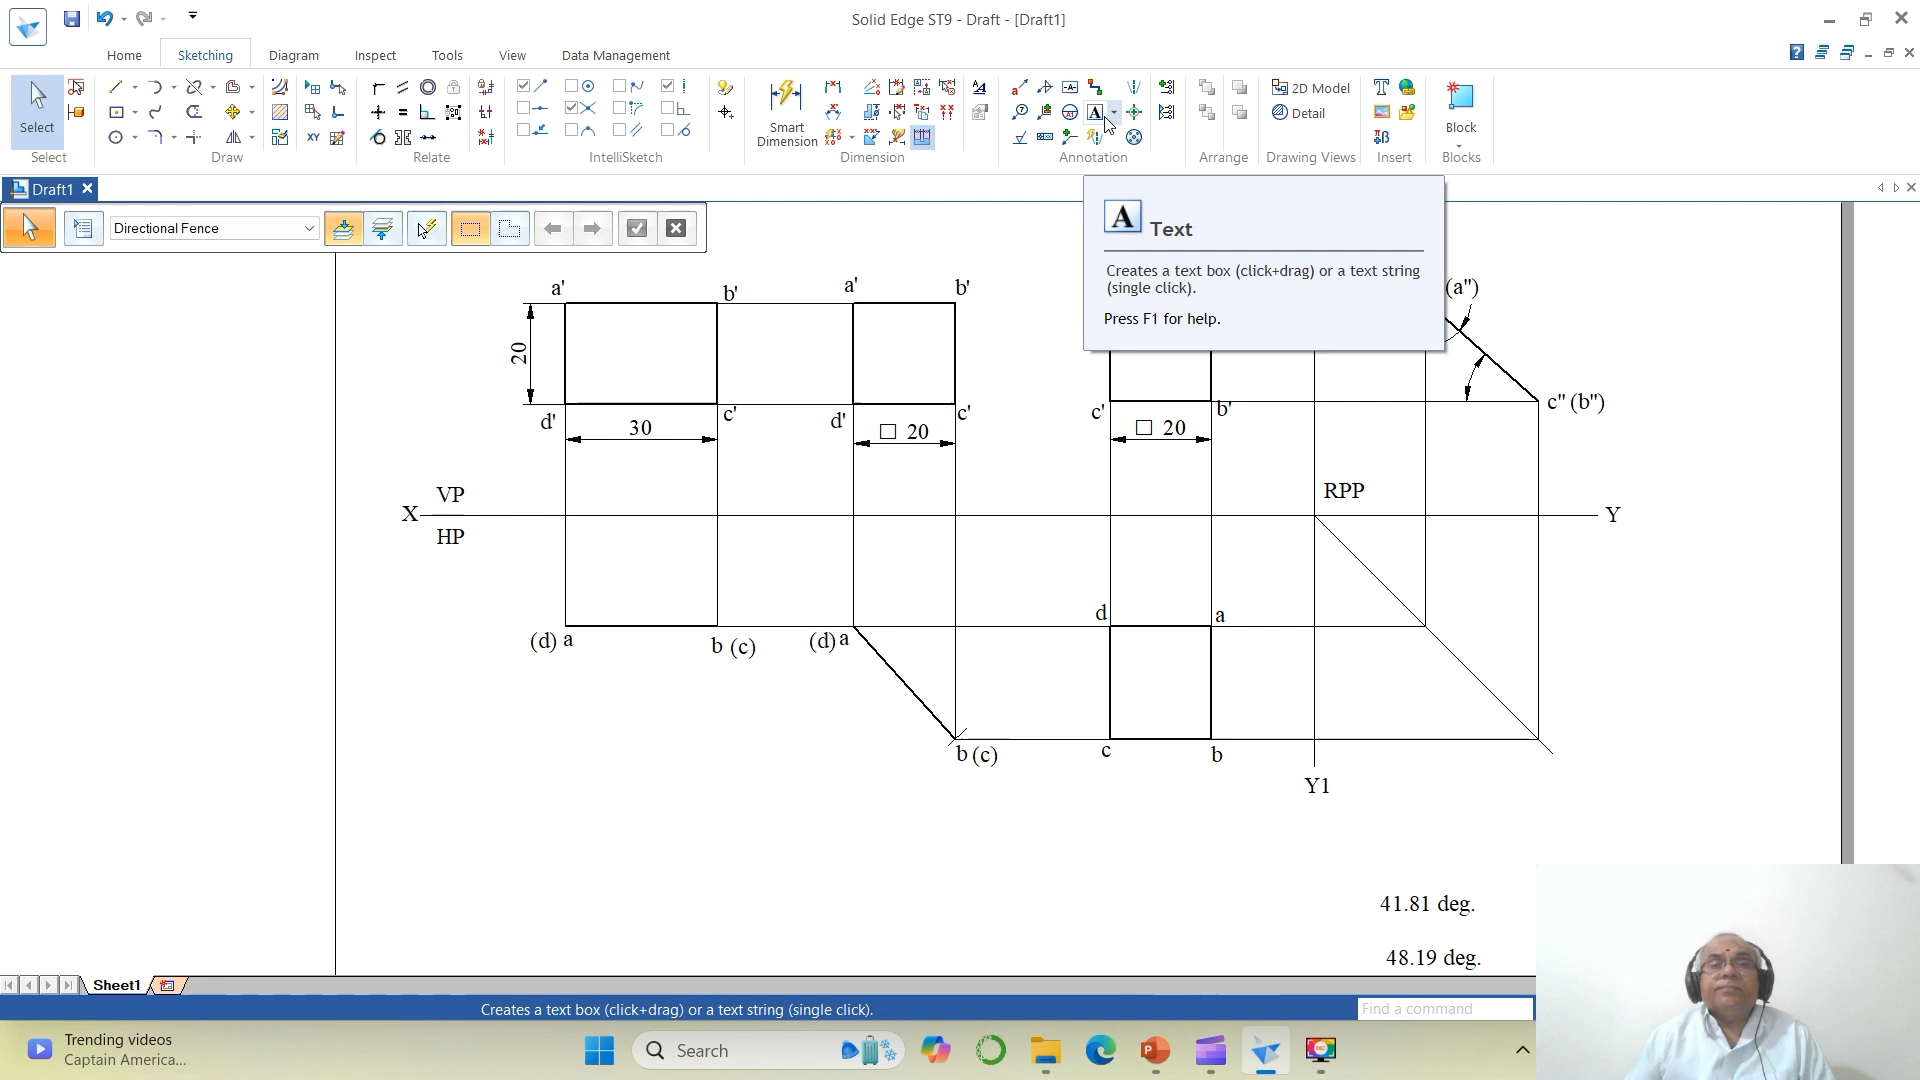 Solid Edge ST9 - Draft - [Draft1]
Home Sketching Diagram Inspect Tools View Data Management
Select
Smart Dimension
2D Model
Detail
Block
Select Draw Relate IntelliSketch Dimension Annotation Arrange Drawing Views Insert Blocks
Draft1
Directional Fence
A Text
Creates a text box (click+drag) or a text string (single click).
Press F1 for help.
a' b' a' b' (a")
20
d' c' d' c' c' b' c" (b")
30 □ 20 □ 20
VP RPP
X Y
HP
d a
(d) a b (c) (d) a
b (c) c b
Y1
41.81 deg.
48.19 deg.
Sheet1
Creates a text box (click+drag) or a text string (single click).
Find a command
Trending videos
Captain America...
Search